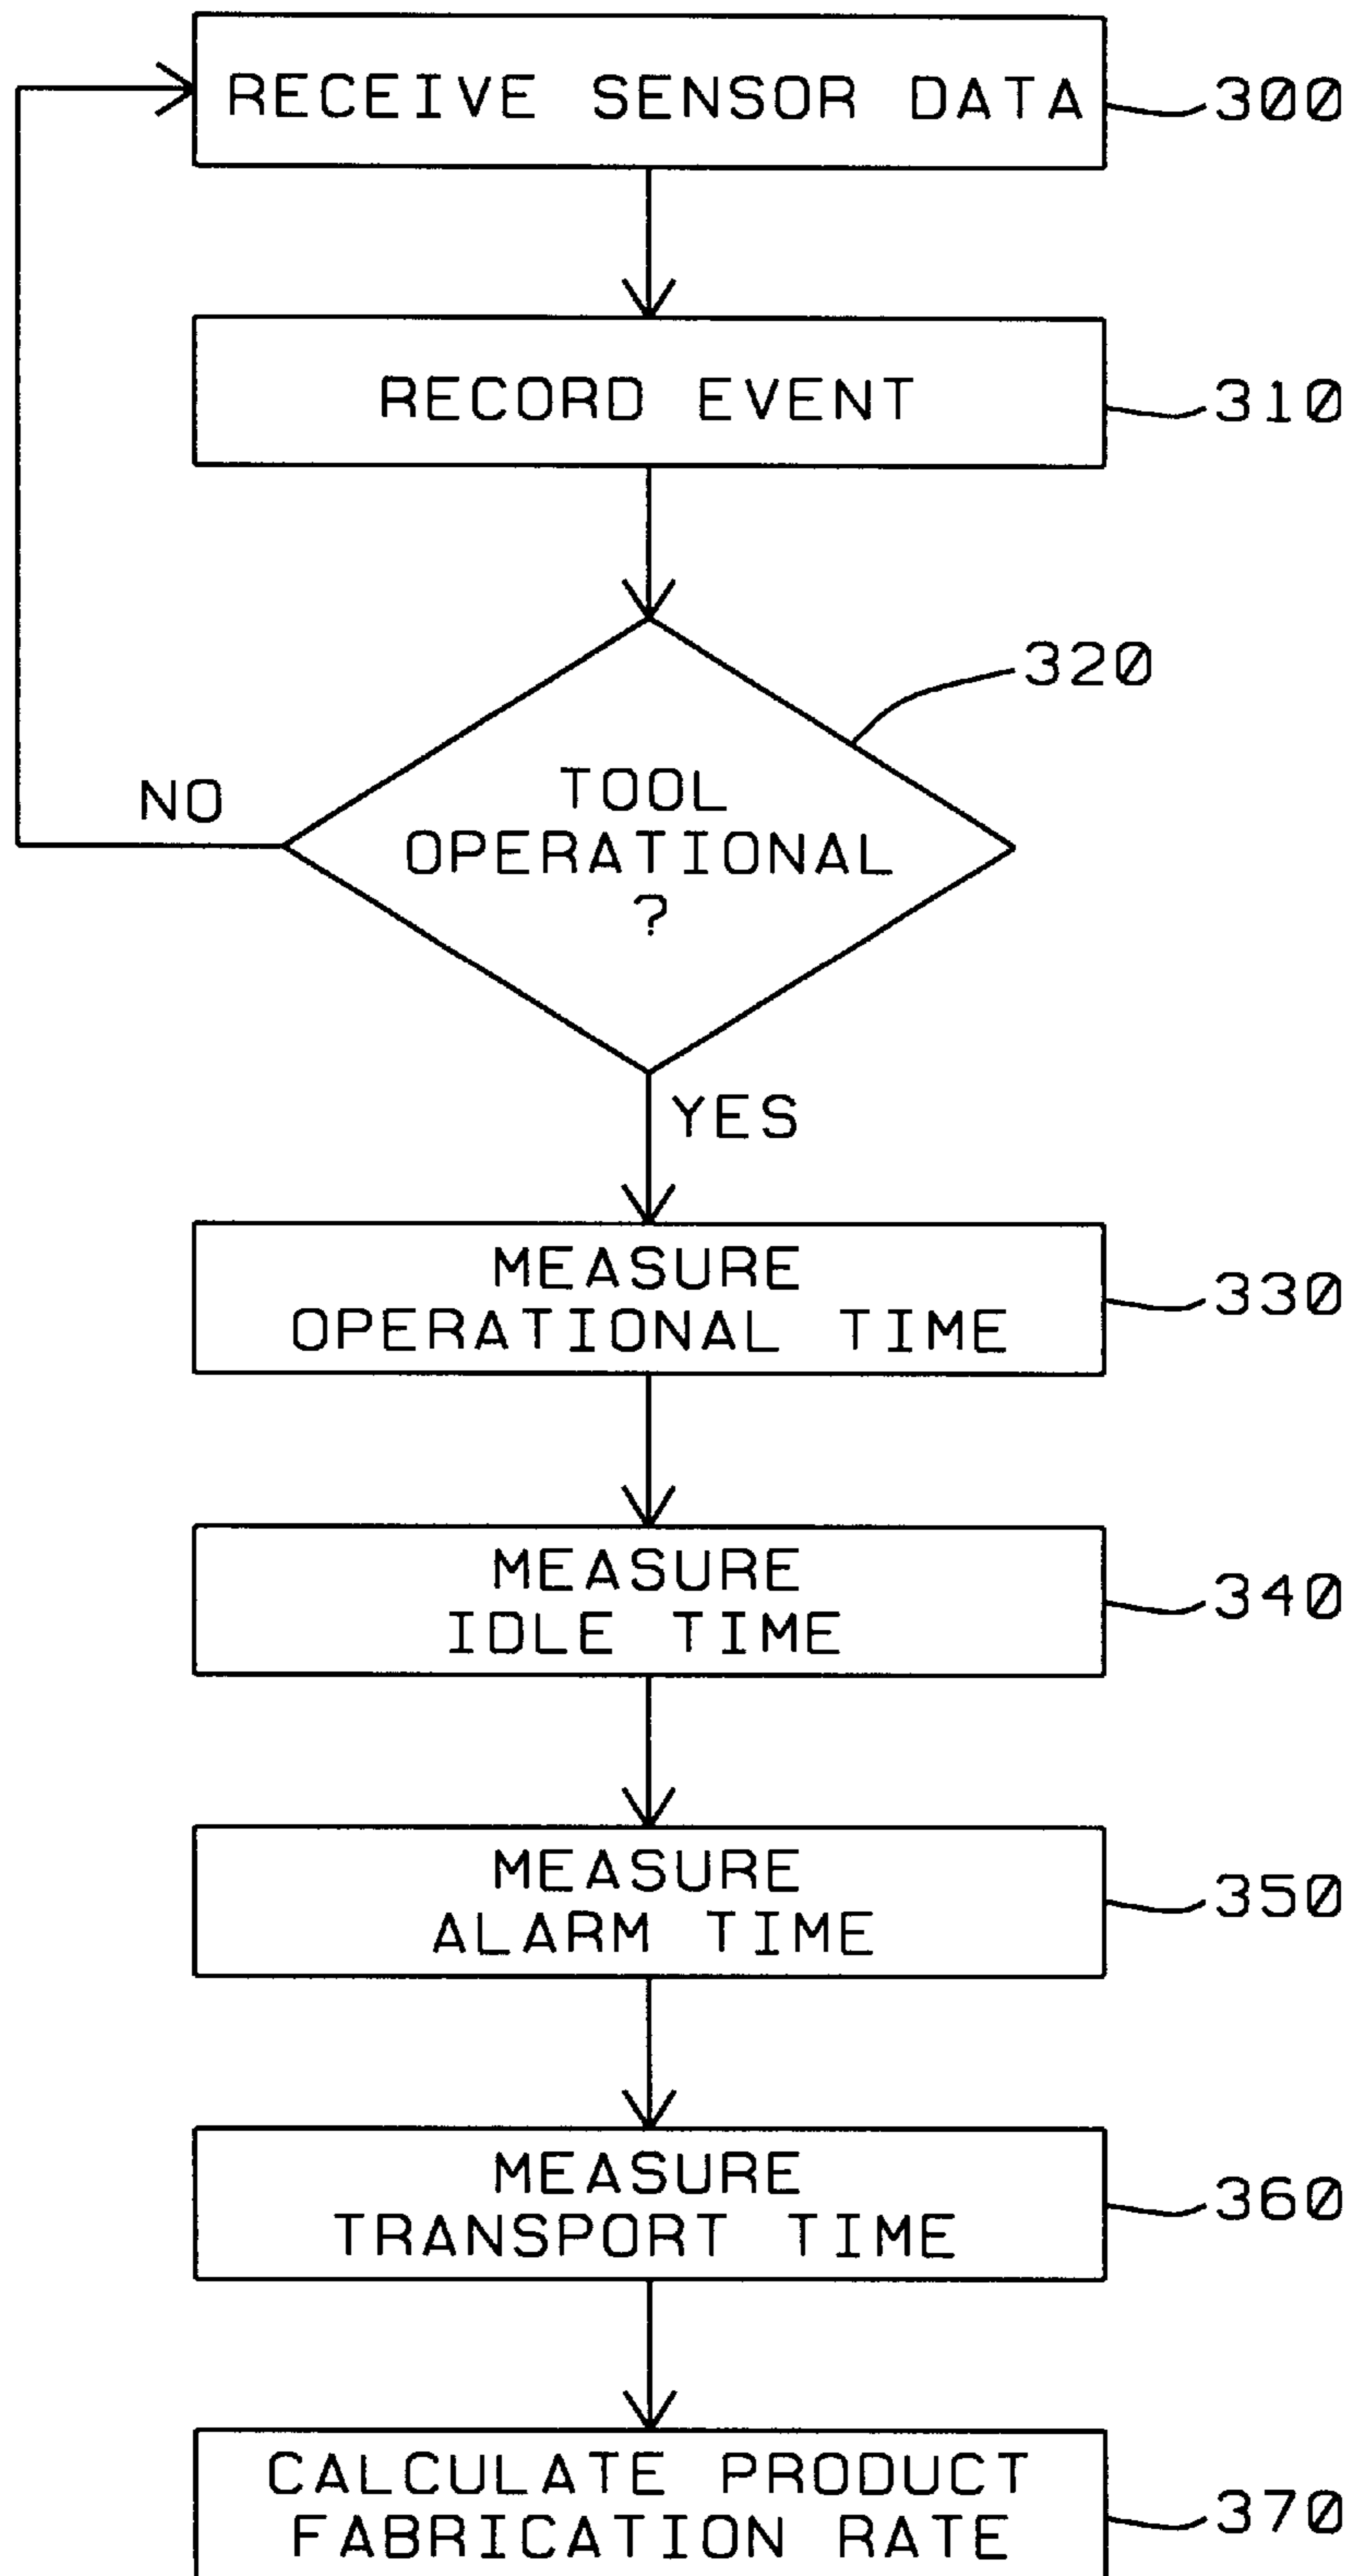 RECEIVE SENSOR DATA
300
RECORD EVENT
310
320
TOOL
OPERATIONAL
?
NO
YES
MEASURE
OPERATIONAL TIME
330
MEASURE
IDLE TIME
340
MEASURE
ALARM TIME
350
MEASURE
TRANSPORT TIME
360
CALCULATE PRODUCT
FABRICATION RATE
370